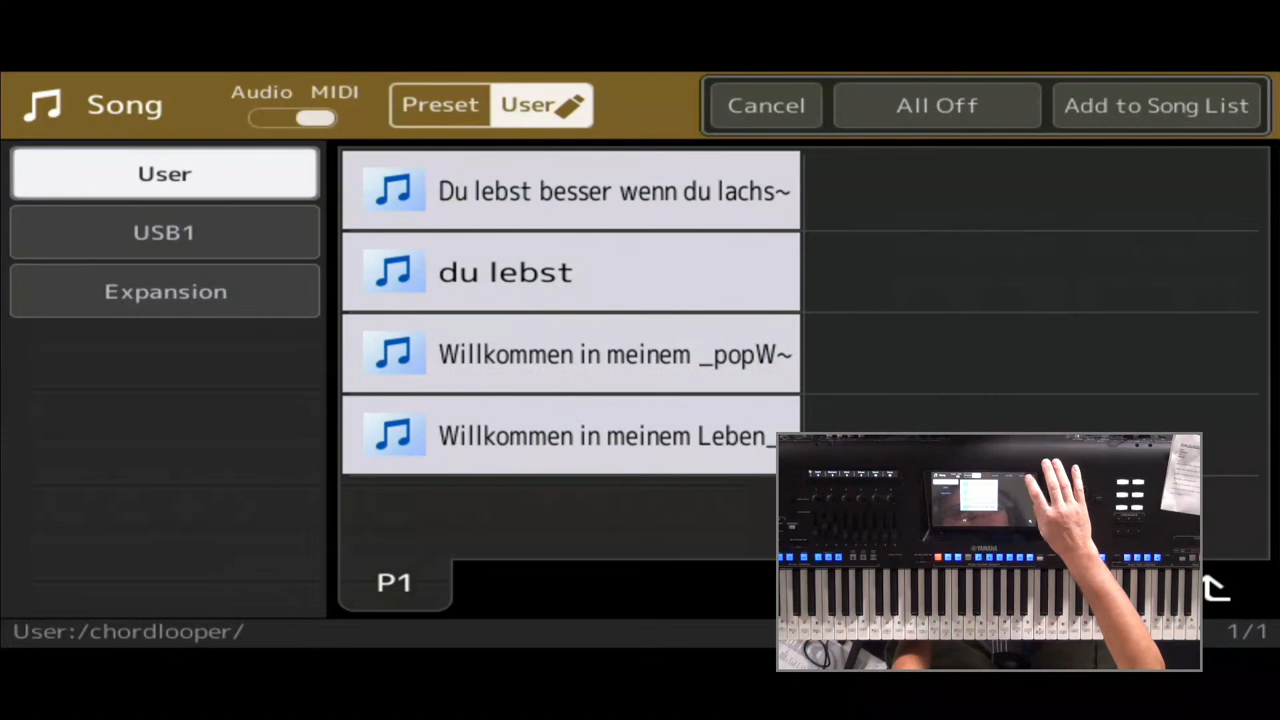 Song
Audio MIDI
Preset User
Cancel
All Off
Add to Song List
User
USB1
Expansion
Du lebst besser wenn du lachs~
du lebst
Willkommen in meinem _popW~
Willkommen in meinem Leben_
P1
User:/chordlooper/
1/1
YAMAHA